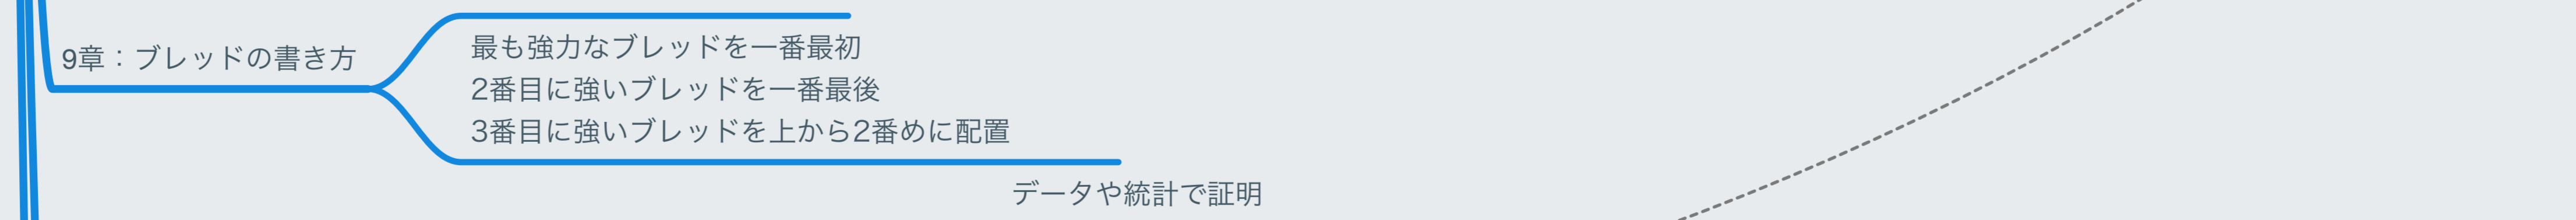 9章：ブレッドの書き方
最も強力なブレッドを一番最初
2番目に強いブレッドを一番最後
3番目に強いブレッドを上から2番めに配置
データや統計で証明